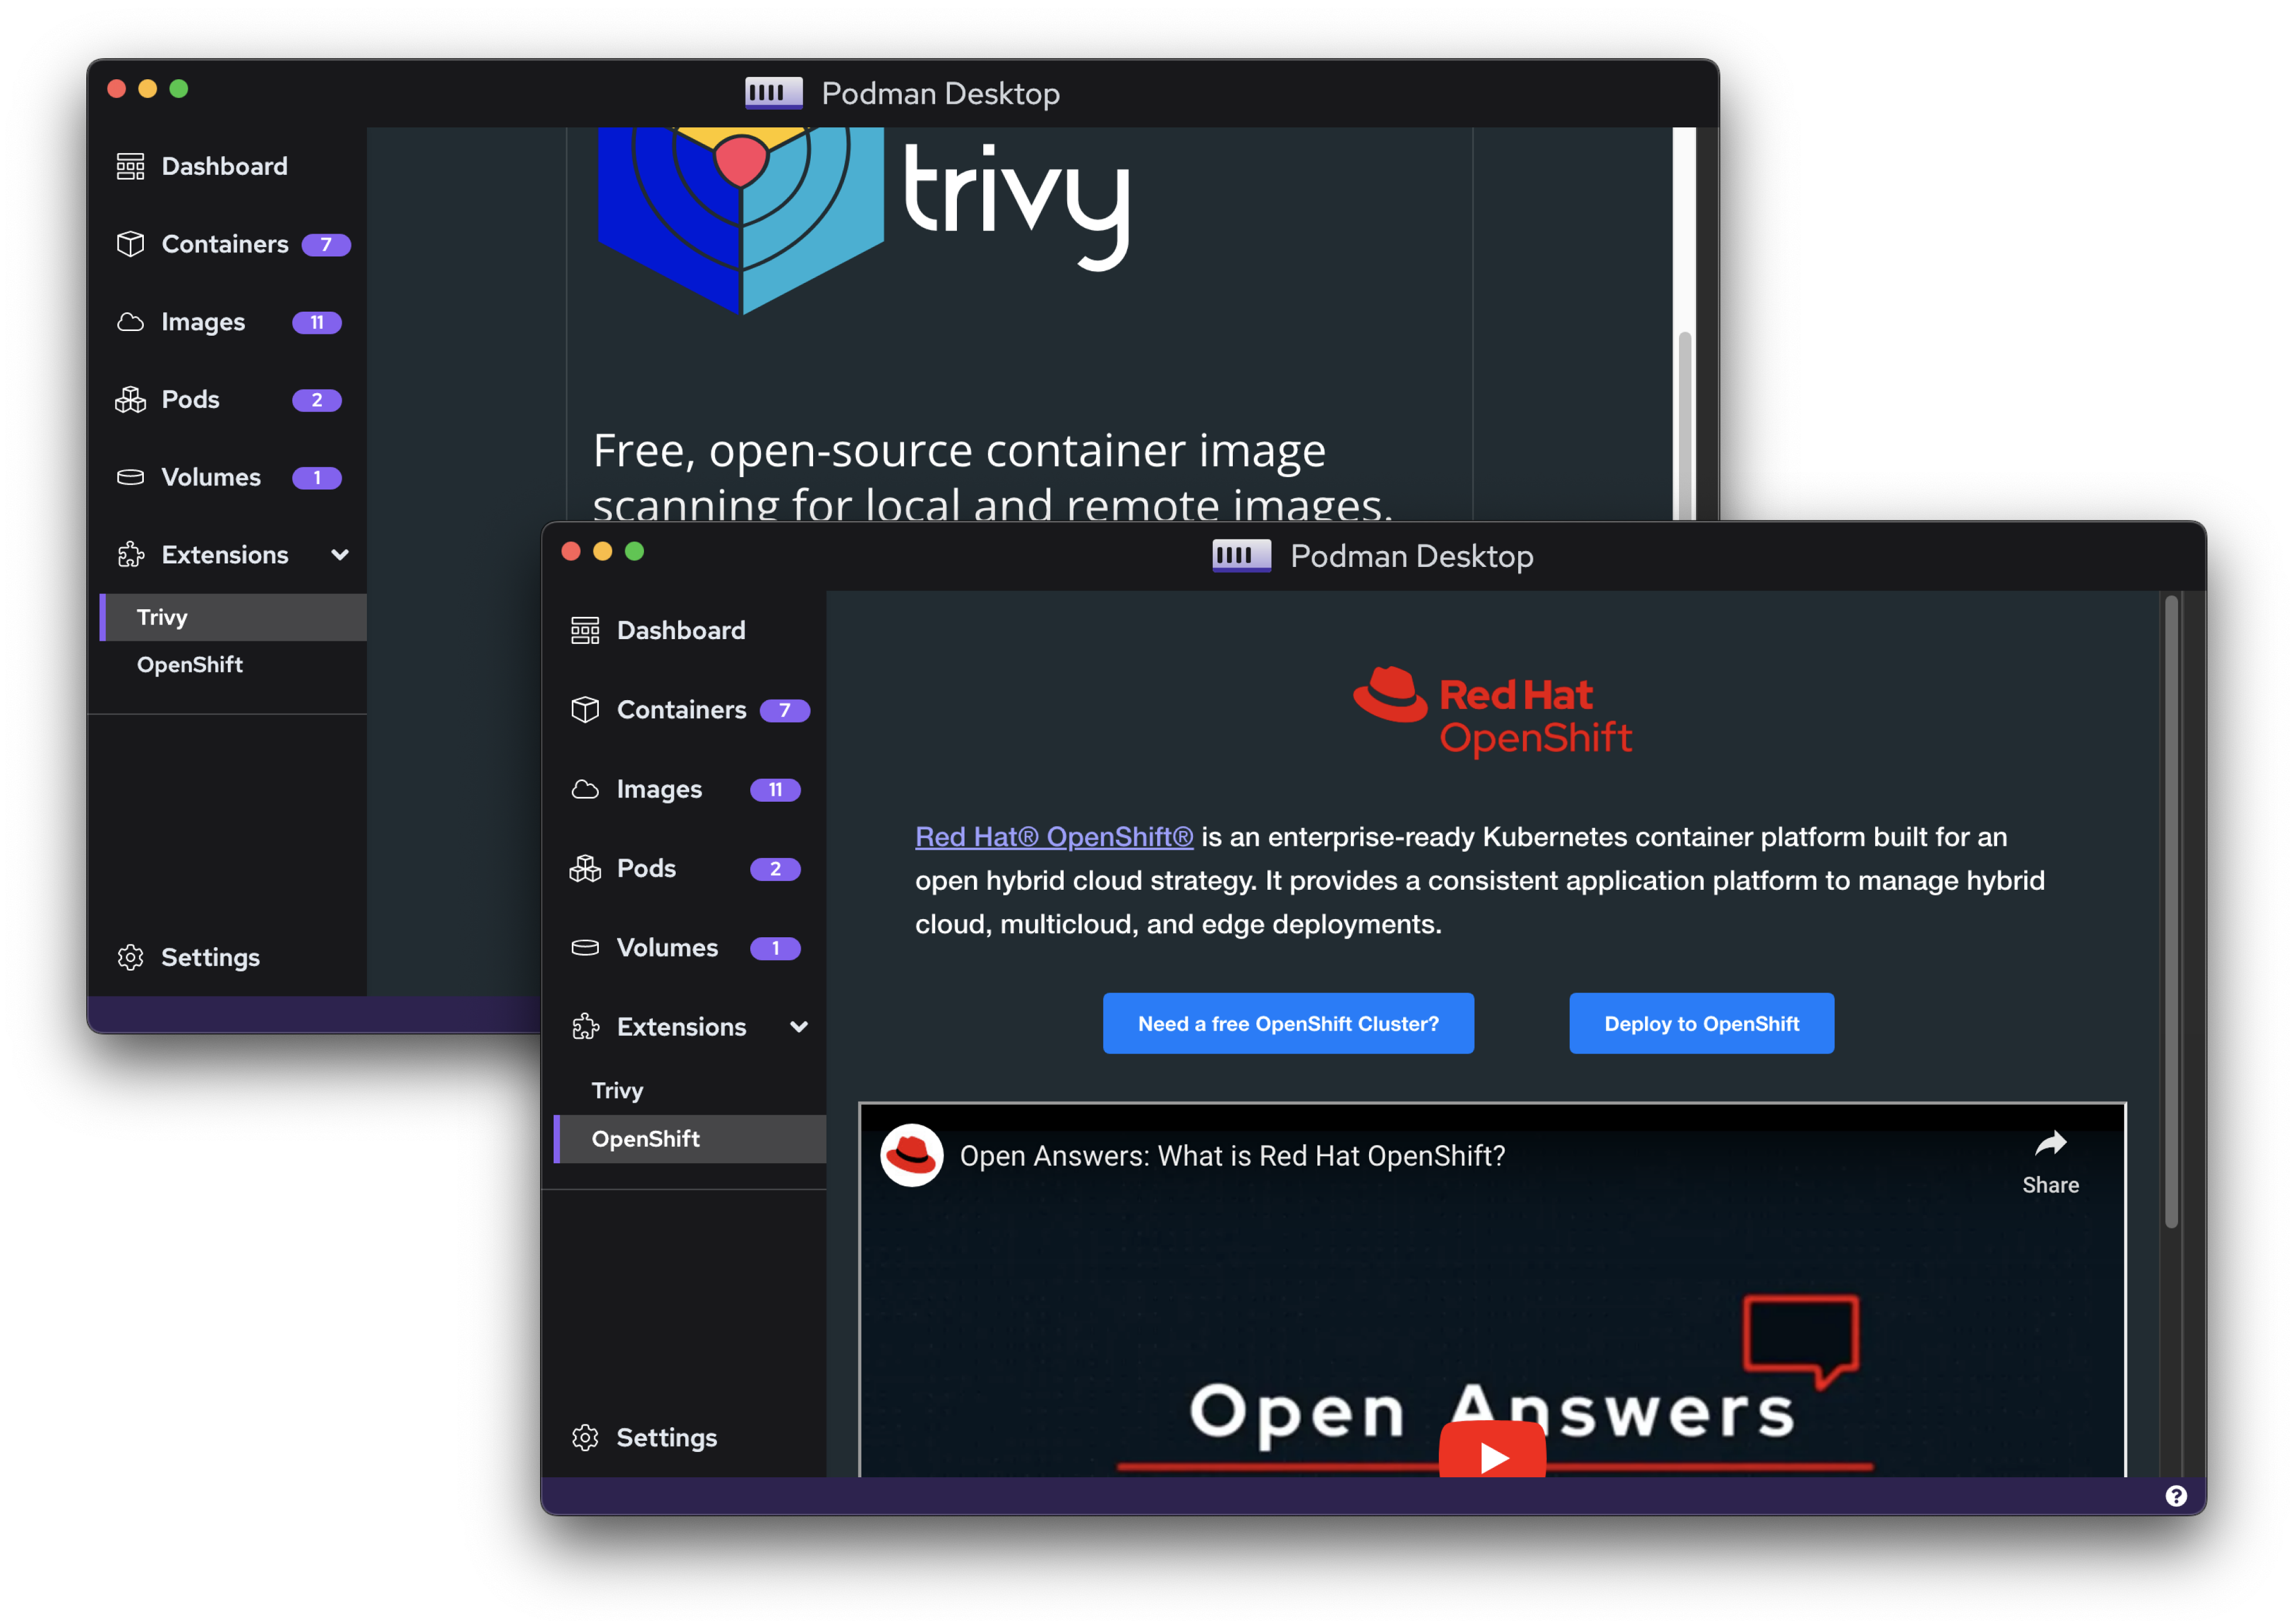 Podman Desktop
Dashboard
Containers 7
Images 11
Pods 2
Volumes 1
Extensions
Trivy
OpenShift
Settings
trivy
Free, open-source container image
scanning for local and remote images.
Podman Desktop
Dashboard
Containers 7
Images 11
Pods 2
Volumes 1
Extensions
Trivy
OpenShift
Settings
Red Hat
OpenShift
Red Hat® OpenShift® is an enterprise-ready Kubernetes container platform built for an
open hybrid cloud strategy. It provides a consistent application platform to manage hybrid
cloud, multicloud, and edge deployments.
Need a free OpenShift Cluster? Deploy to OpenShift
Open Answers: What is Red Hat OpenShift?
Share
Open Answers
?